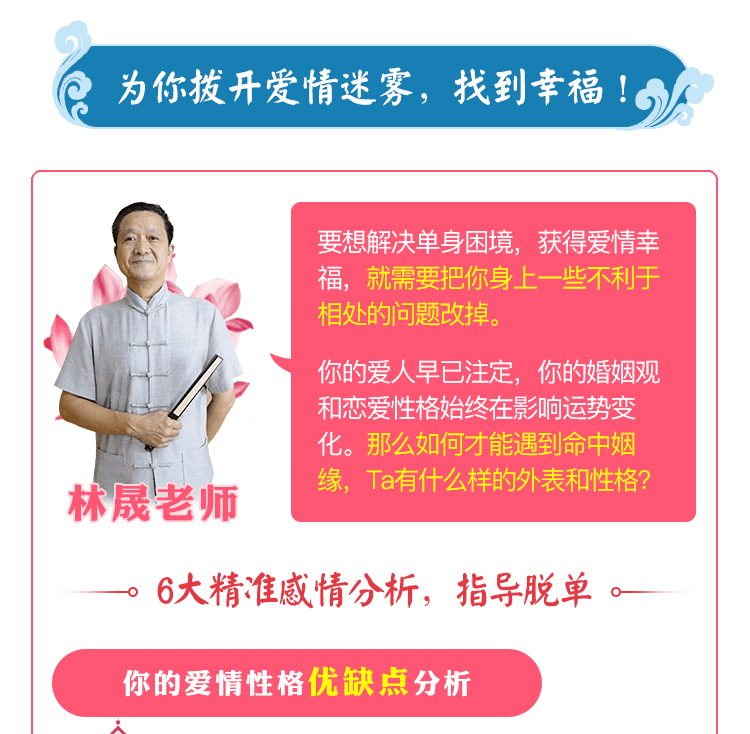 为你拨开爱情迷雾，找到幸福！
要想解决单身困境，获得爱情幸
福，就需要把你身上一些不利于
相处的问题改掉。
你的爱人早已注定，你的婚姻观
和恋爱性格始终在影响运势变
化。那么如何才能遇到命中姻
缘，Ta有什么样的外表和性格？
林晟老师
6大精准感情分析，指导脱单
你的爱情性格优缺点分析